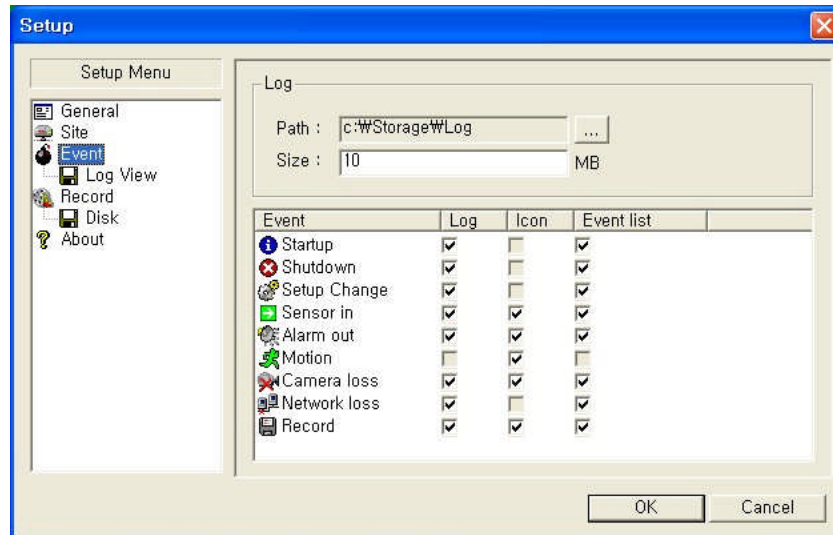 Setup
Setup Menu
General
Site
Event
Log View
Record
Disk
About
Log
Path : c:₩Storage₩Log ...
Size : 10 MB
Event Log Icon Event list
Startup
Shutdown
Setup Change
Sensor in
Alarm out
Motion
Camera loss
Network loss
Record
OK Cancel